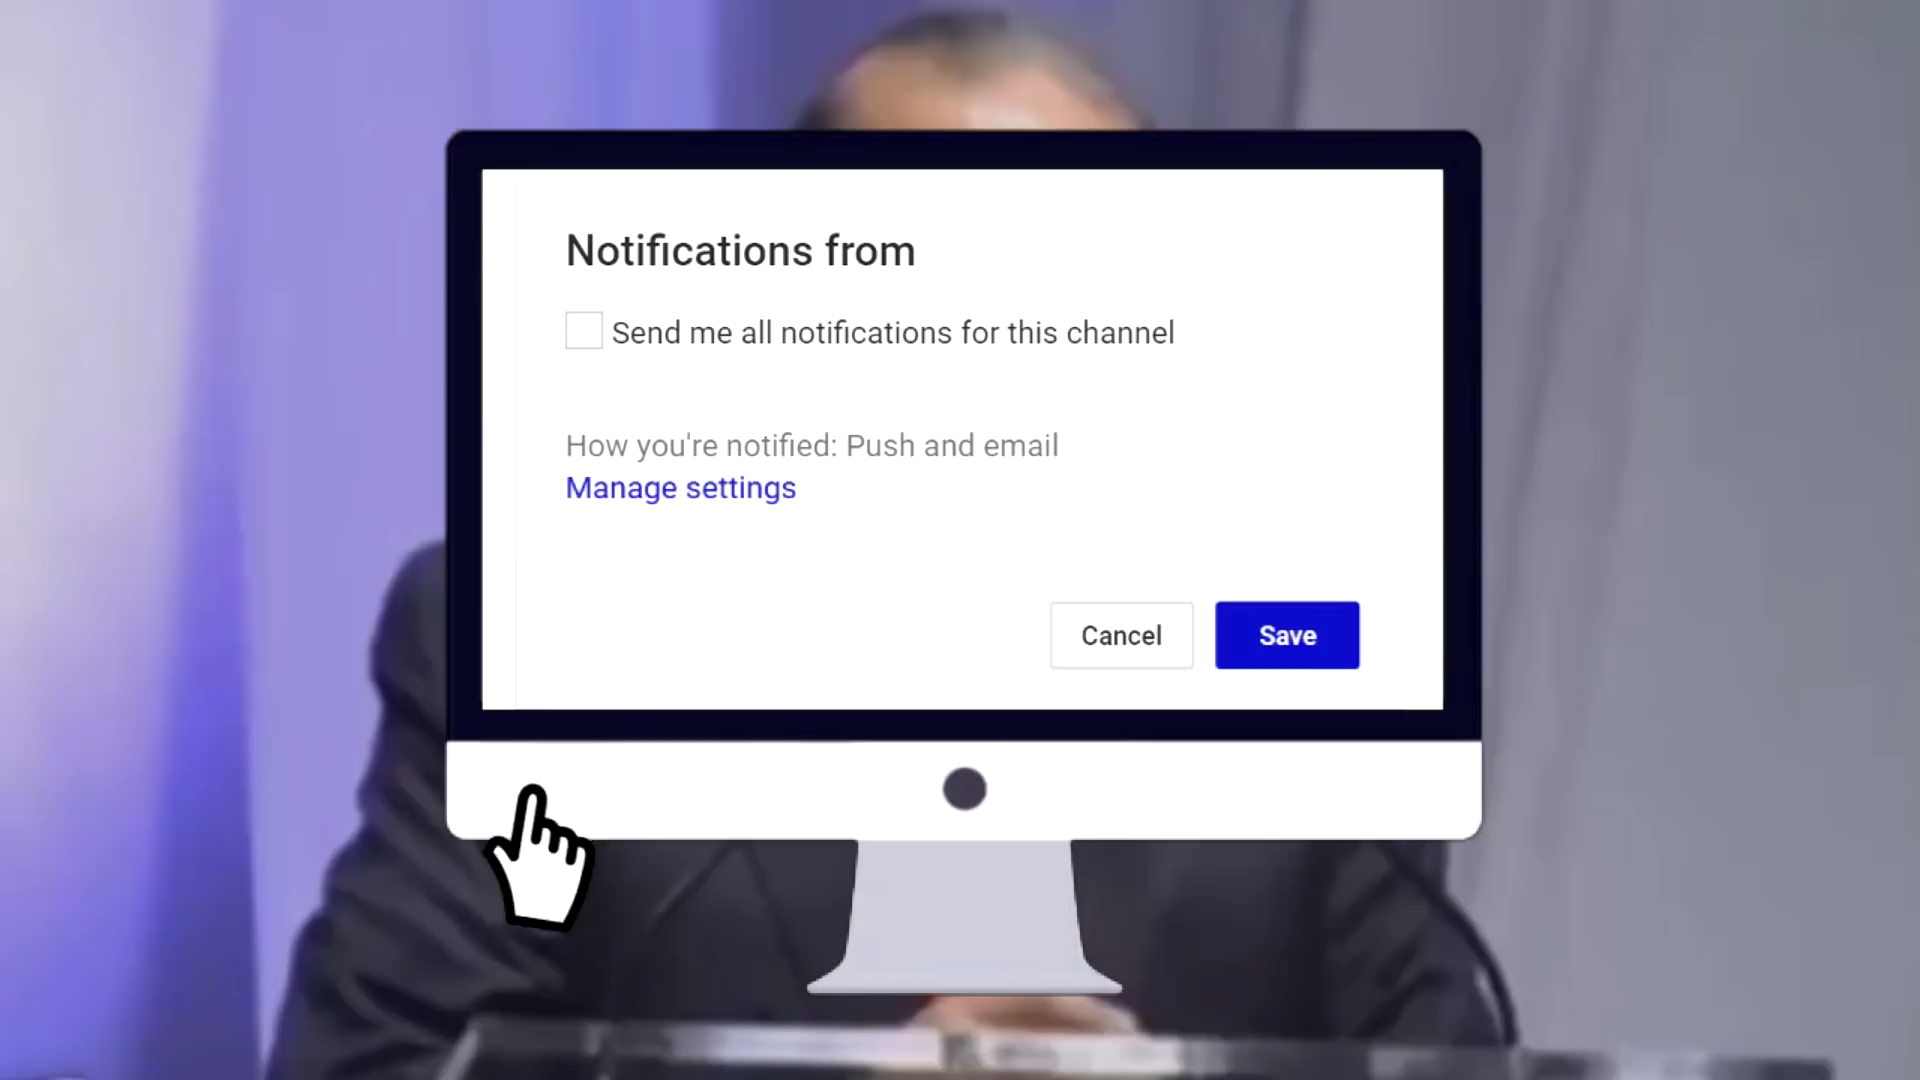 Notifications from
Send me all notifications for this channel
How you're notified: Push and email
Manage settings
Cancel
Save